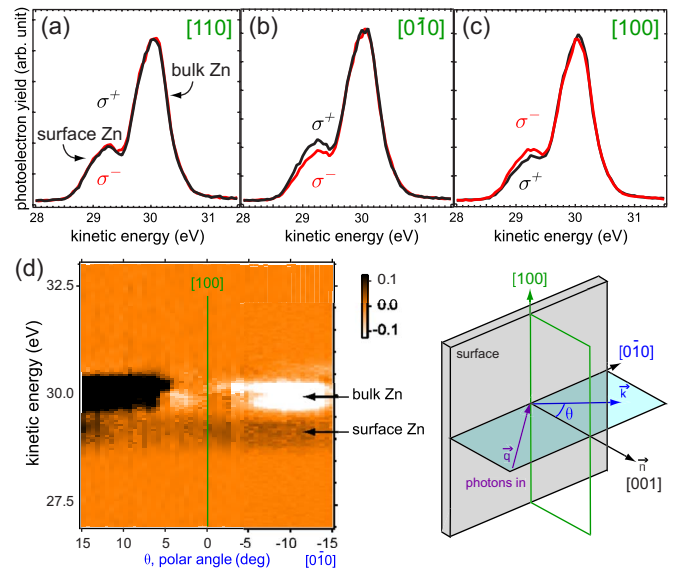 (a) [110]
(b) [01̄0]
(c) [100]
photoelectron yield (arb. unit)
σ⁺
bulk Zn
surface Zn
σ⁻
σ⁺
σ⁻
σ⁻
σ⁺
28 29 30 31
28 29 30 31
28 29 30 31
kinetic energy (eV)
kinetic energy (eV)
kinetic energy (eV)
(d)
[100]
0.1
0.0
-0.1
kinetic energy (eV)
32.5
30.0
27.5
bulk Zn
surface Zn
15 10 5 0 -5 -10 -15
θ, polar angle (deg) [01̄0]
[100]
surface
[01̄0]
k⃗
θ
q⃗
photons in
n⃗
[001]